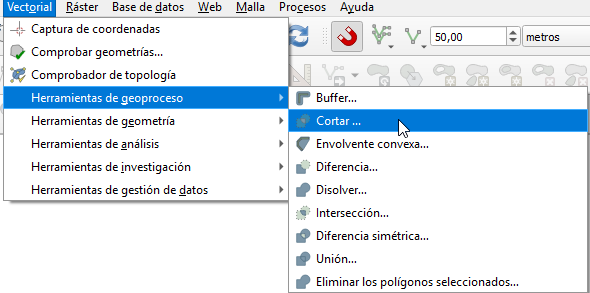 Vectorial Ráster Base de datos Web Malla Procesos Ayuda
Captura de coordenadas
50,00 metros
Comprobar geometrías...
Comprobador de topología
Herramientas de geoproceso
Herramientas de geometría
Herramientas de análisis
Herramientas de investigación
Herramientas de gestión de datos
Buffer...
Cortar ...
Envolvente convexa...
Diferencia...
Disolver...
Intersección...
Diferencia simétrica...
Unión...
Eliminar los polígonos seleccionados...